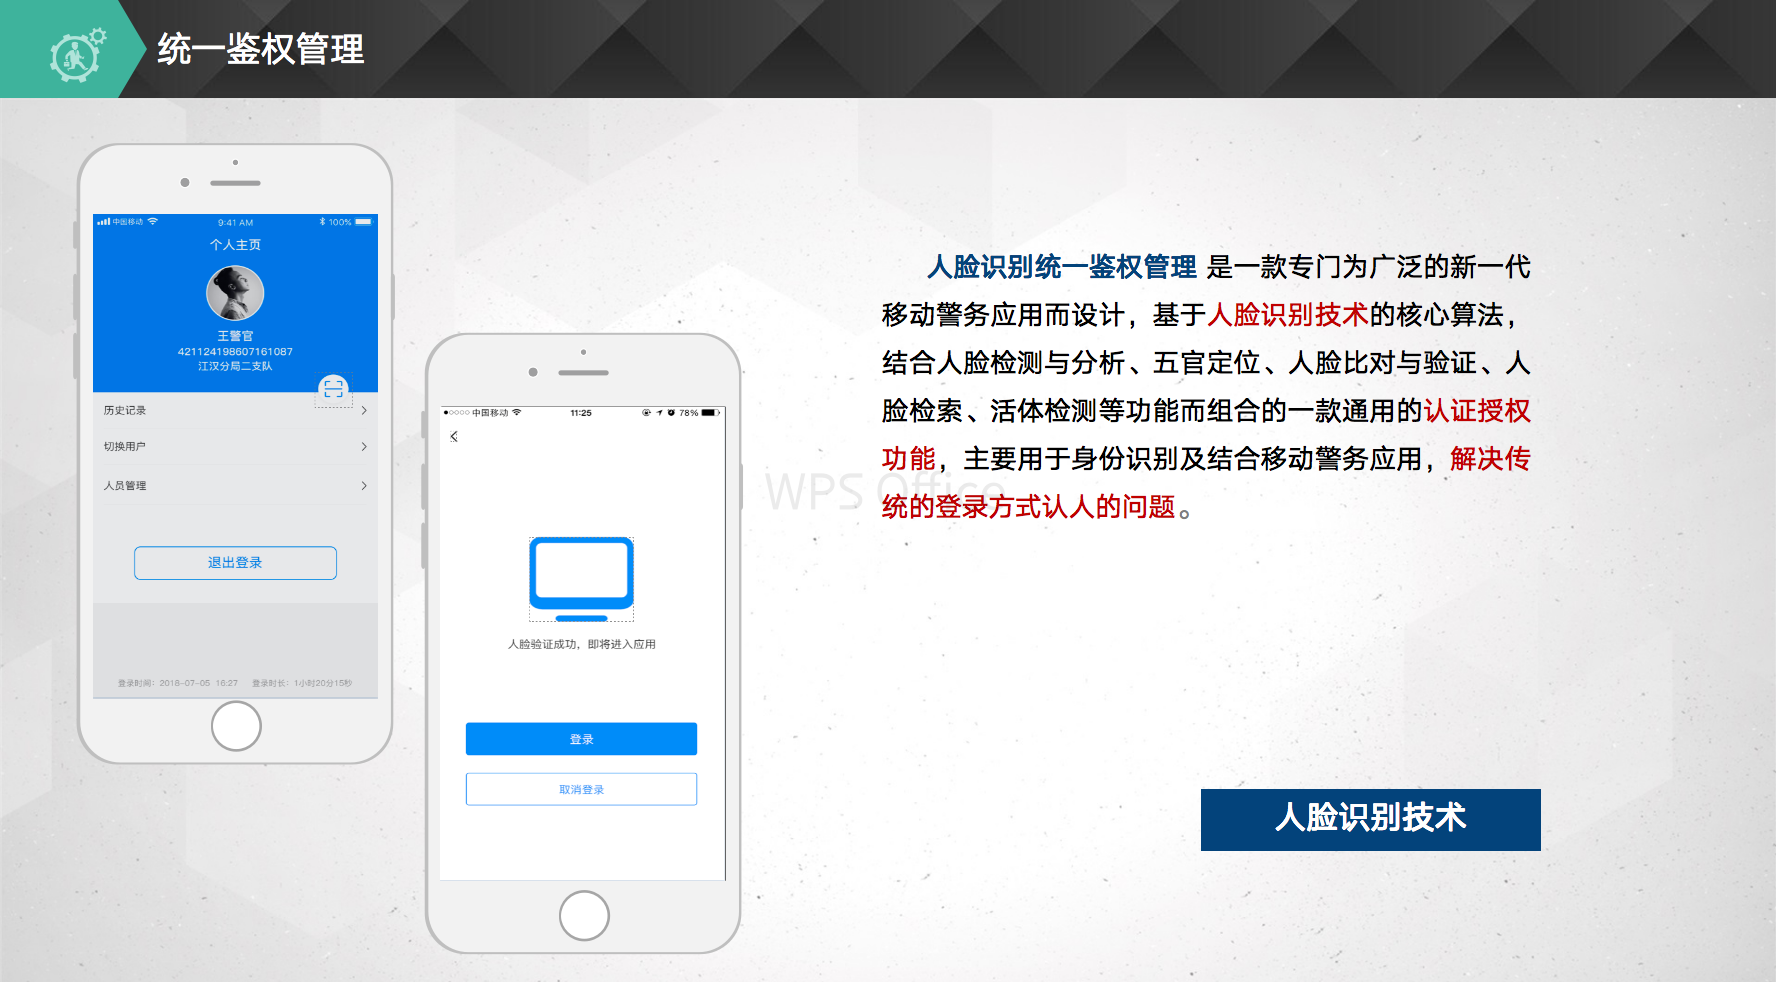 统一鉴权管理
中国移动 9:41 AM 100%
个人主页
王警官
421124198607161087
江汉分局二支队
历史记录
切换用户
人员管理
退出登录
登录时间：2018-07-05 16:27 登录时长：1小时20分15秒
中国移动 11:25 78%
人脸验证成功，即将进入应用
登录
取消登录
人脸识别统一鉴权管理 是一款专门为广泛的新一代
移动警务应用而设计，基于人脸识别技术的核心算法，
结合人脸检测与分析、五官定位、人脸比对与验证、人
脸检索、活体检测等功能而组合的一款通用的认证授权
功能，主要用于身份识别及结合移动警务应用，解决传
统的登录方式认人的问题。
WPS Office
人脸识别技术